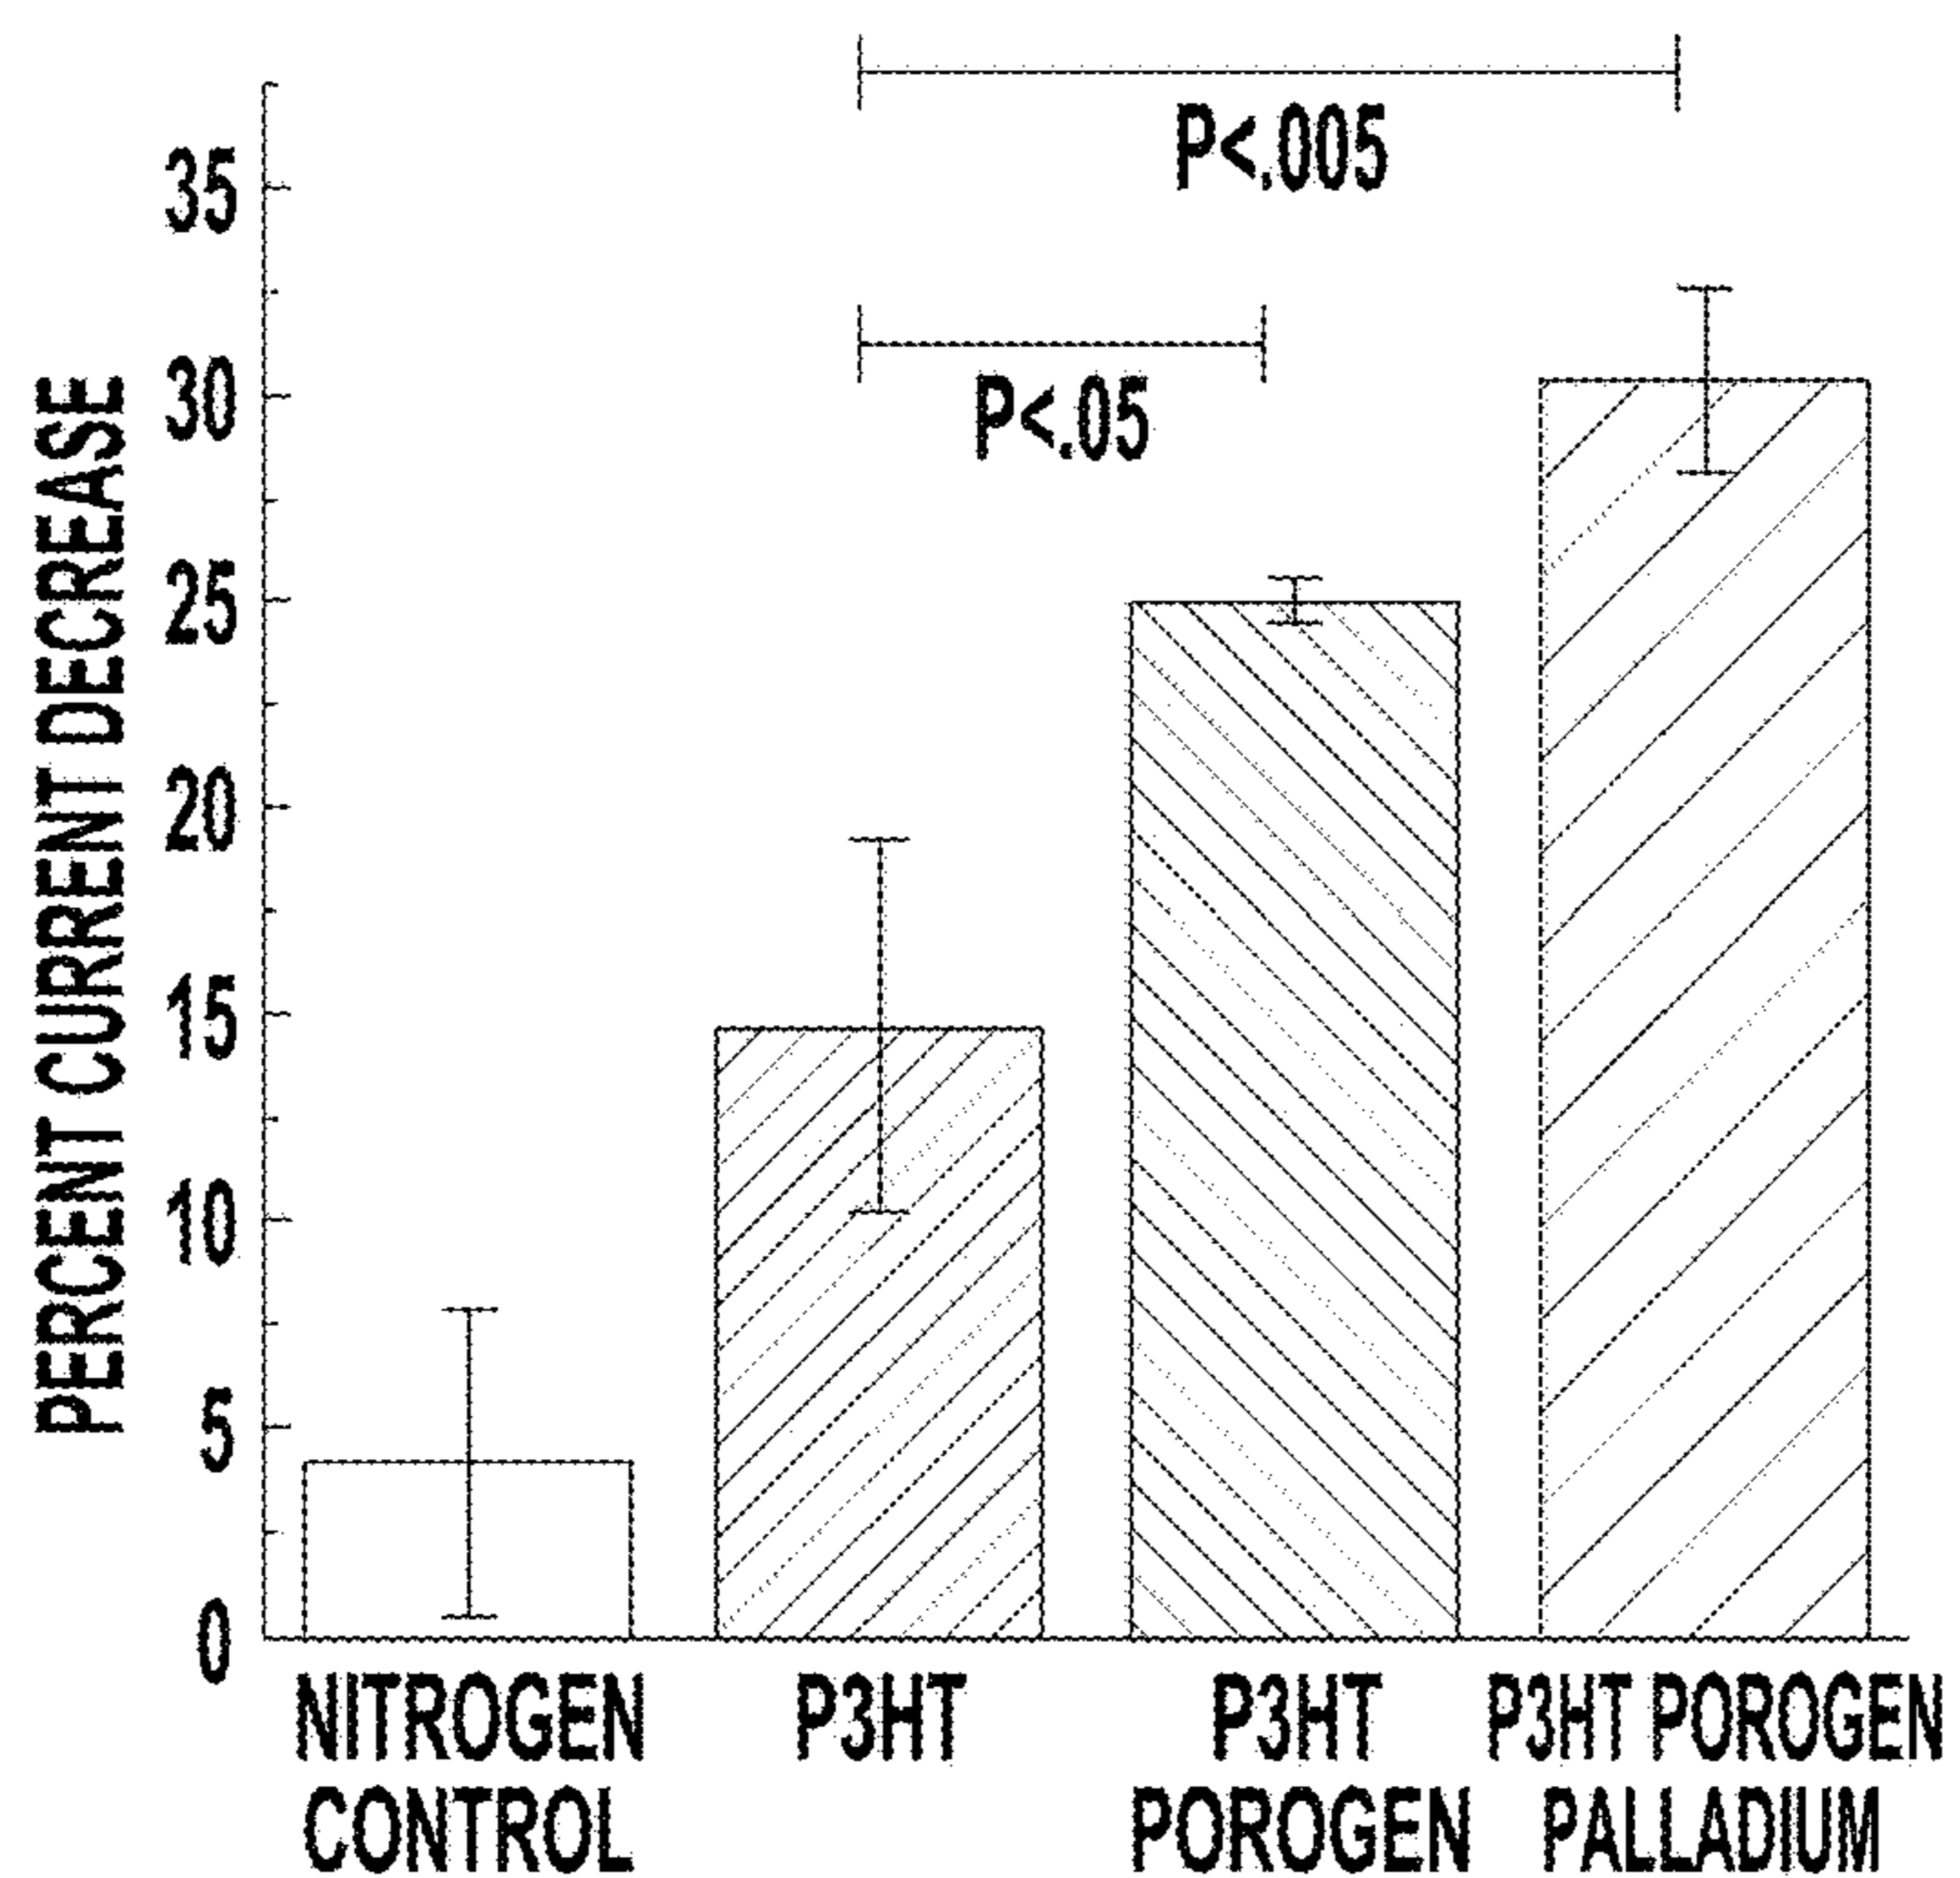 P<.005
35
30
25
20
15
10
5
0
PERCENT CURRENT DECREASE
P<.05
NITROGEN
CONTROL
P3HT
P3HT
POROGEN
P3HT POROGEN
PALLADIUM